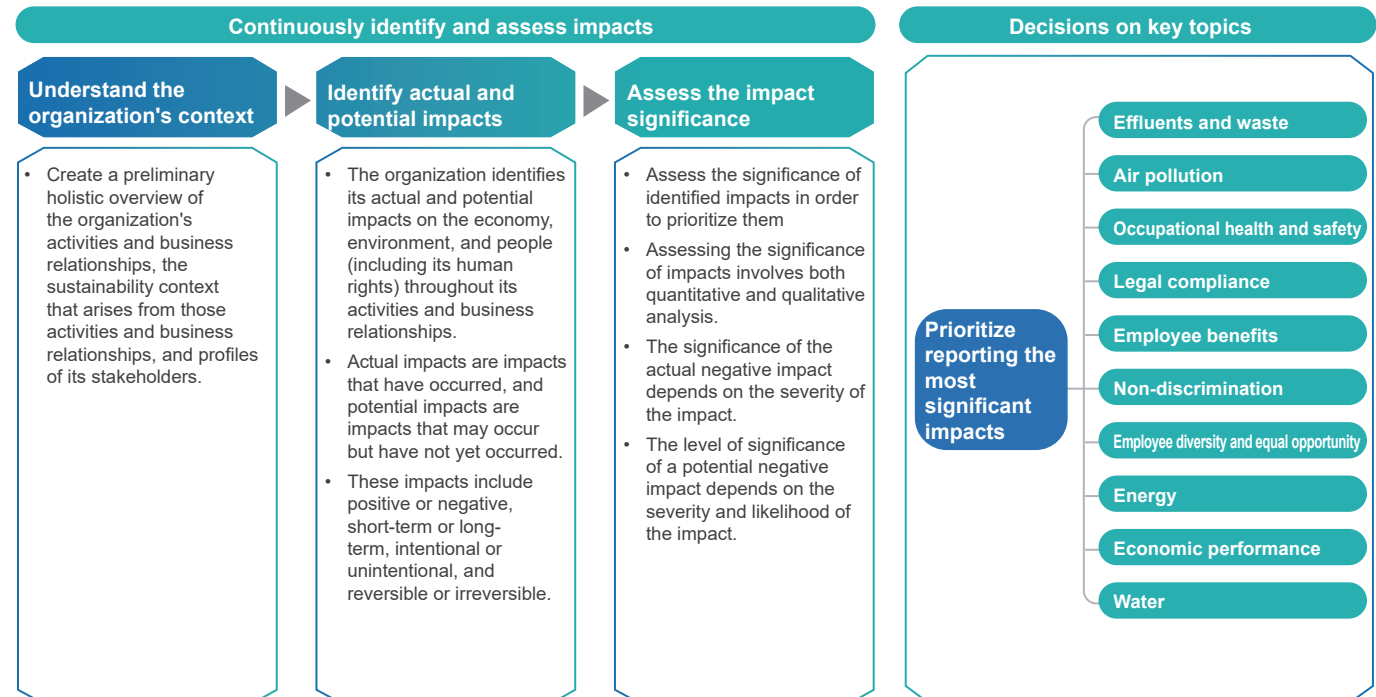 Continuously identify and assess impacts
Decisions on key topics
Understand the
organization's context
• Create a preliminary
holistic overview of
the organization's
activities and business
relationships, the
sustainability context
that arises from those
activities and business
relationships, and profiles
of its stakeholders.
Identify actual and
potential impacts
• The organization identifies
its actual and potential
impacts on the economy,
environment, and people
(including its human
rights) throughout its
activities and business
relationships.
• Actual impacts are impacts
that have occurred, and
potential impacts are
impacts that may occur
but have not yet occurred.
• These impacts include
positive or negative,
short-term or long-
term, intentional or
unintentional, and
reversible or irreversible.
Assess the impact
significance
• Assess the significance of
identified impacts in order
to prioritize them
• Assessing the significance
of impacts involves both
quantitative and qualitative
analysis.
• The significance of the
actual negative impact
depends on the severity of
the impact.
• The level of significance
of a potential negative
impact depends on the
severity and likelihood of
the impact.
Prioritize
reporting the
most
significant
impacts
Effluents and waste
Air pollution
Occupational health and safety
Legal compliance
Employee benefits
Non-discrimination
Employee diversity and equal opportunity
Energy
Economic performance
Water